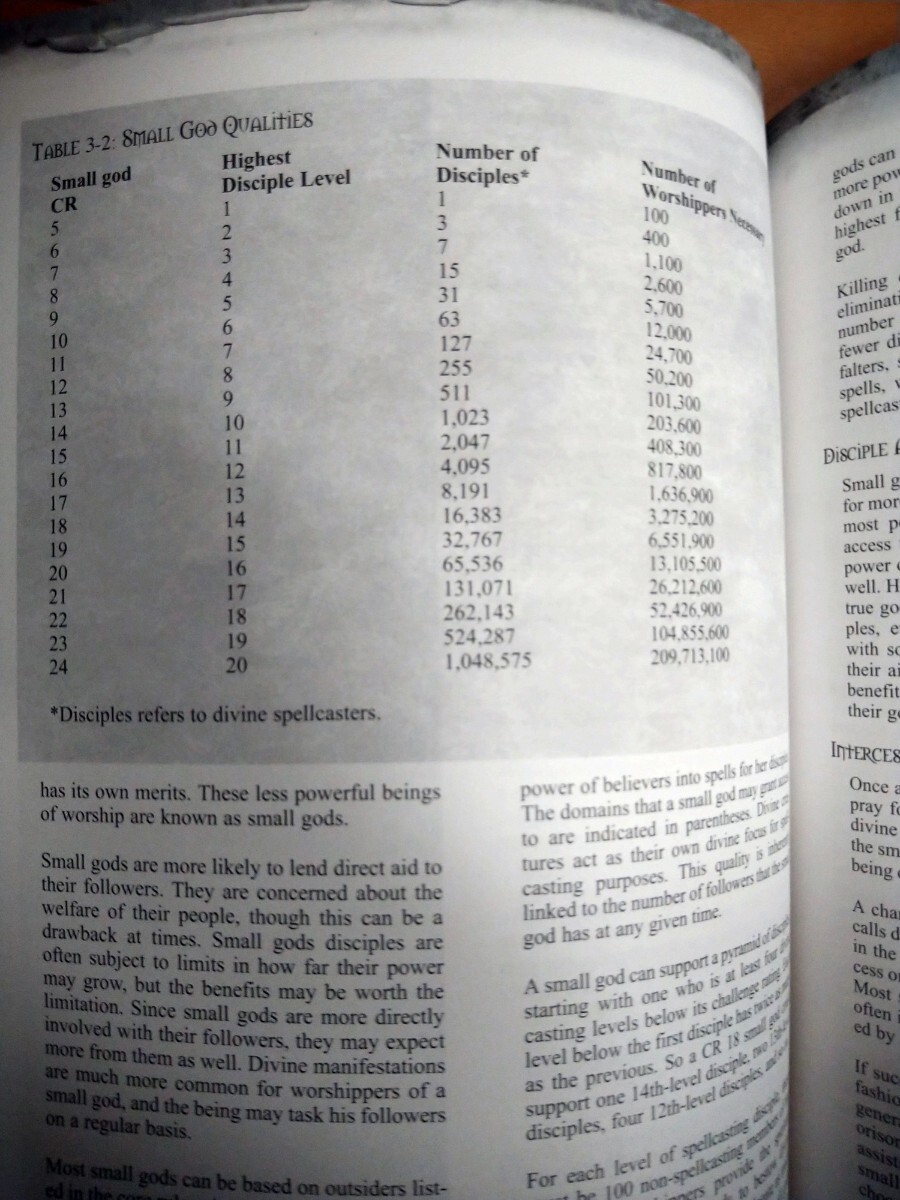 TABLE 3-2: SMALL GOD QUALITIES
Small god CR Highest Disciple Level Number of Disciples* Number of Worshippers
5 1 1 100
6 2 3 400
7 3 7 1,100
8 4 15 2,600
9 5 31 5,700
10 6 63 12,000
11 7 127 24,700
12 8 255 50,200
13 9 511 101,300
14 10 1,023 203,600
15 11 2,047 408,300
16 12 4,095 817,800
17 13 8,191 1,636,900
18 14 16,383 3,275,200
19 15 32,767 6,551,900
20 16 65,536 13,105,500
21 17 131,071 26,212,600
22 18 262,143 52,426,900
23 19 524,287 104,855,600
24 20 1,048,575 209,713,100
*Disciples refers to divine spellcasters.
has its own merits. These less powerful beings
of worship are known as small gods.
Small gods are more likely to lend direct aid to
their followers. They are concerned about the
welfare of their people, though this can be a
drawback at times. Small gods disciples are
often subject to limits in how far their power
may grow, but the benefits may be worth the
limitation. Since small gods are more directly
involved with their followers, they may expect
more from them as well. Divine manifestations
are much more common for worshippers of a
small god, and the being may task his followers
on a regular basis.
Most small gods can be based on outsiders list-
ed in the
power of believers into spells for her
The domains that a small god may grant
to are indicated in parentheses. Divine
tures act as their own divine focus for
casting purposes. This quality is
linked to the number of followers that the
god has at any given time.
A small god can support a pyramid of
starting with one who is at least four
casting levels below its challenge rating.
level below the first disciple has twice as
as the previous. So a CR 18 small god
support one 14th-level disciple, two
disciples, four 12th-level disciples, and
For each level of spellcasting disciple,
be 100 non-spellcasting members
provide the
gods can
more pow
down in
highest f
god.
Killing
eliminati
number
fewer di
falters,
spells,
spellcas
DISCIPLE
Small g
for mor
most p
access
power
well. H
true go
ples, e
with so
their ai
benefit
their g
INTERCES
Once a
pray fo
divine
the sm
being
A cha
calls d
in the
cess o
Most
often
ed by
If suc
fashio
gener
orison
assist
small